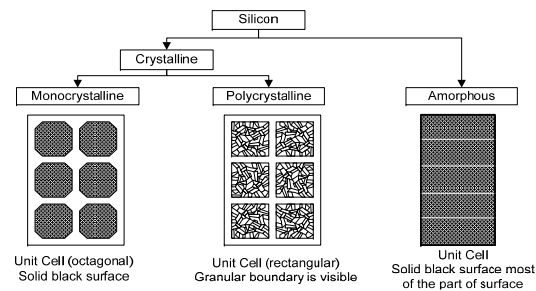 Silicon
Crystalline
Monocrystalline
Polycrystalline
Amorphous
Unit Cell (octagonal)
Solid black surface
Unit Cell (rectangular)
Granular boundary is visible
Unit Cell
Solid black surface most
of the part of surface